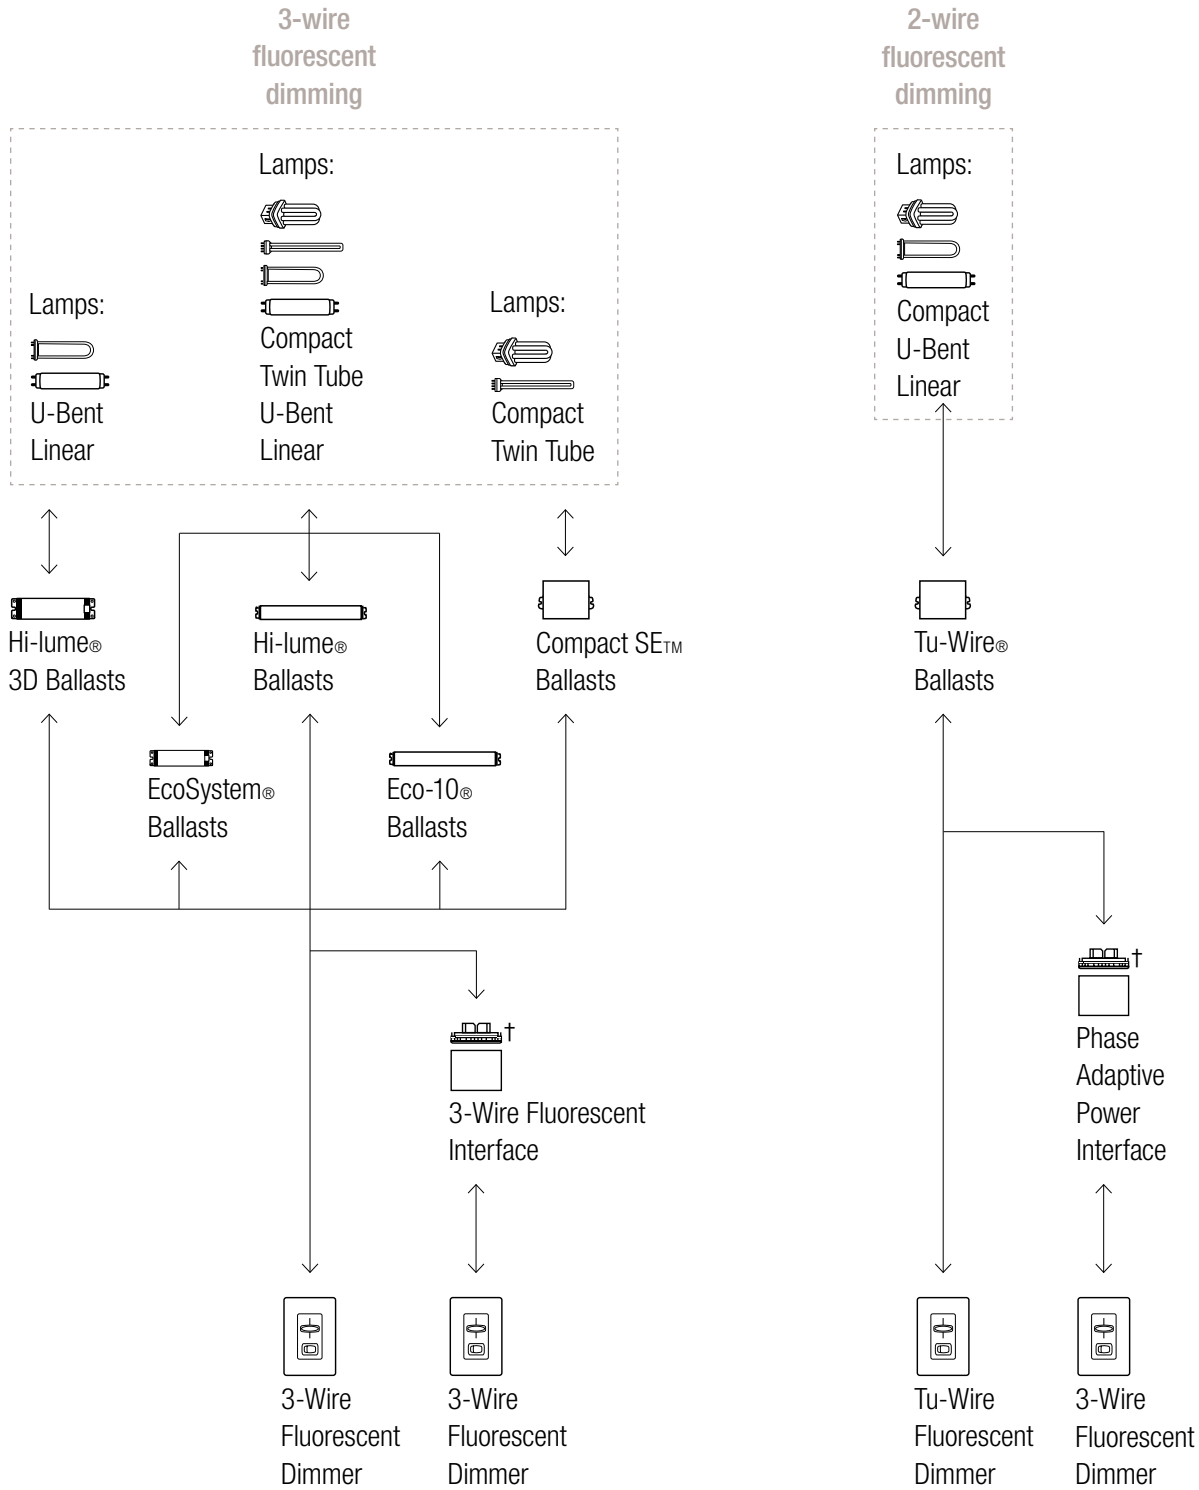 3-wire
fluorescent
dimming
Lamps:
U-Bent
Linear
Lamps:
Compact
Twin Tube
U-Bent
Linear
Lamps:
Compact
Twin Tube
Hi-lume®
3D Ballasts
Hi-lume®
Ballasts
Compact SE™
Ballasts
EcoSystem®
Ballasts
Eco-10®
Ballasts
†
3-Wire Fluorescent
Interface
3-Wire
Fluorescent
Dimmer
3-Wire
Fluorescent
Dimmer
2-wire
fluorescent
dimming
Lamps:
Compact
U-Bent
Linear
Tu-Wire®
Ballasts
†
Phase
Adaptive
Power
Interface
Tu-Wire
Fluorescent
Dimmer
3-Wire
Fluorescent
Dimmer